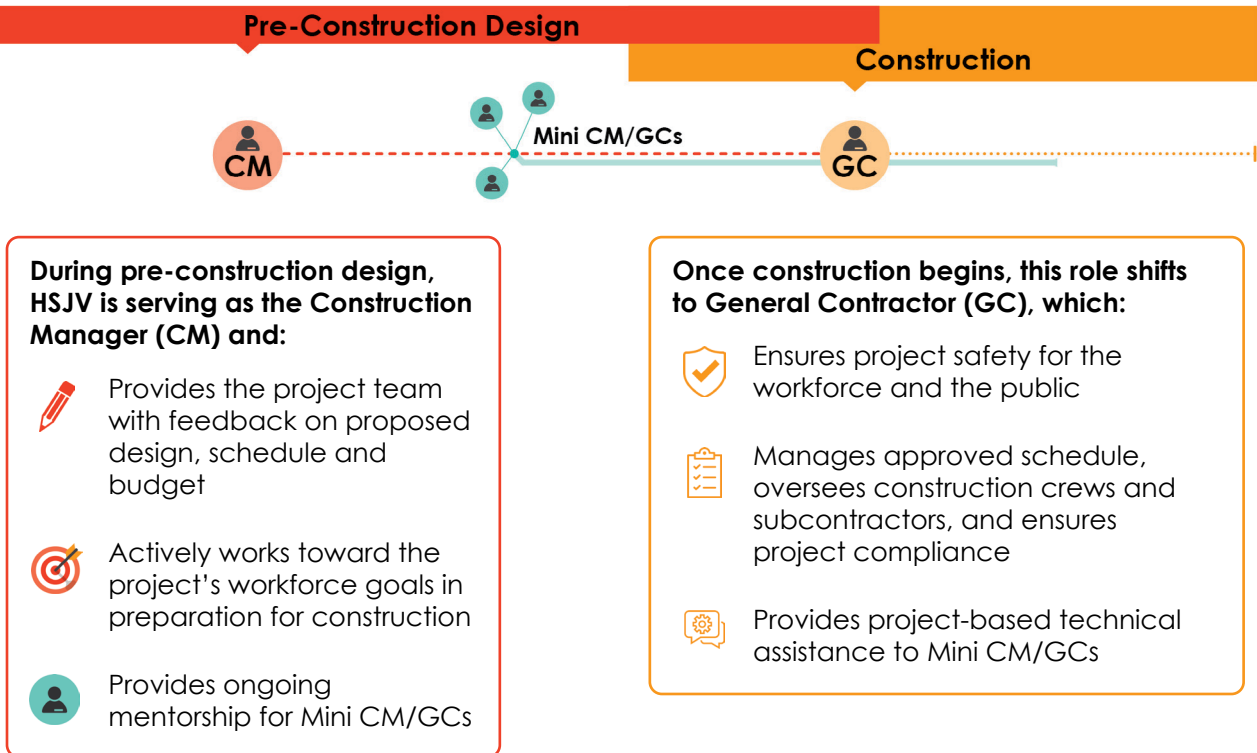 Pre-Construction Design
Construction
CM
Mini CM/GCs
GC
During pre-construction design,
HSJV is serving as the Construction
Manager (CM) and:
Provides the project team
with feedback on proposed
design, schedule and
budget
Actively works toward the
project’s workforce goals in
preparation for construction
Provides ongoing
mentorship for Mini CM/GCs
Once construction begins, this role shifts
to General Contractor (GC), which:
Ensures project safety for the
workforce and the public
Manages approved schedule,
oversees construction crews and
subcontractors, and ensures
project compliance
Provides project-based technical
assistance to Mini CM/GCs